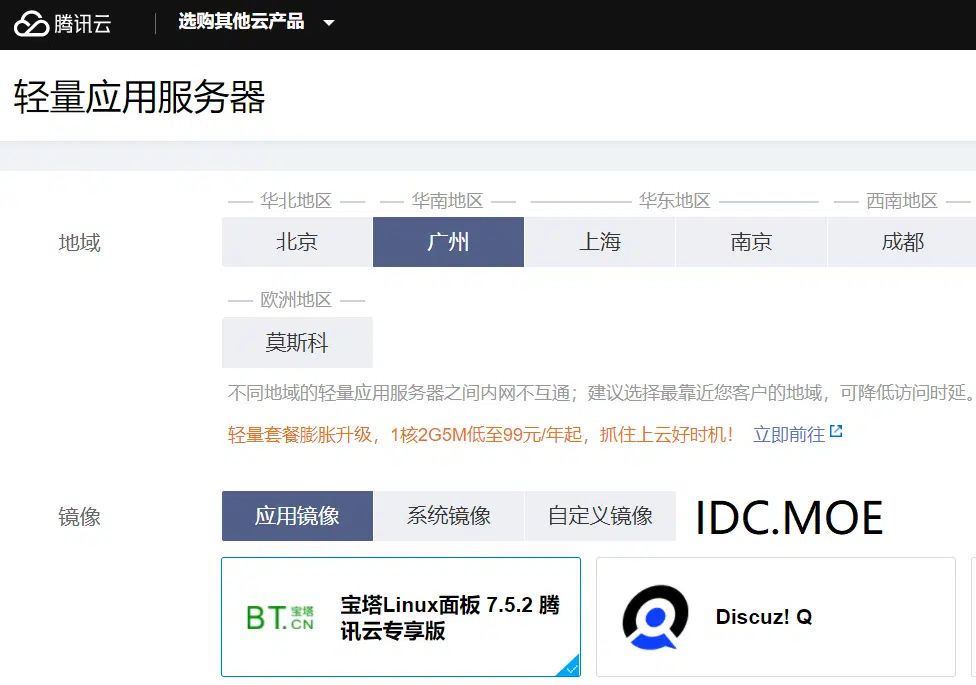 腾讯云 选购其他云产品
轻量应用服务器
华北地区 华南地区 华东地区 西南地区
地域 北京 广州 上海 南京 成都
欧洲地区
莫斯科
不同地域的轻量应用服务器之间内网不互通；建议选择最靠近您客户的地域，可降低访问时延。
轻量套餐膨胀升级，1核2G5M低至99元/年起，抓住上云好时机！ 立即前往
镜像 应用镜像 系统镜像 自定义镜像 IDC.MOE
BT.宝塔.CN 宝塔Linux面板 7.5.2 腾
讯云专享版
Discuz! Q